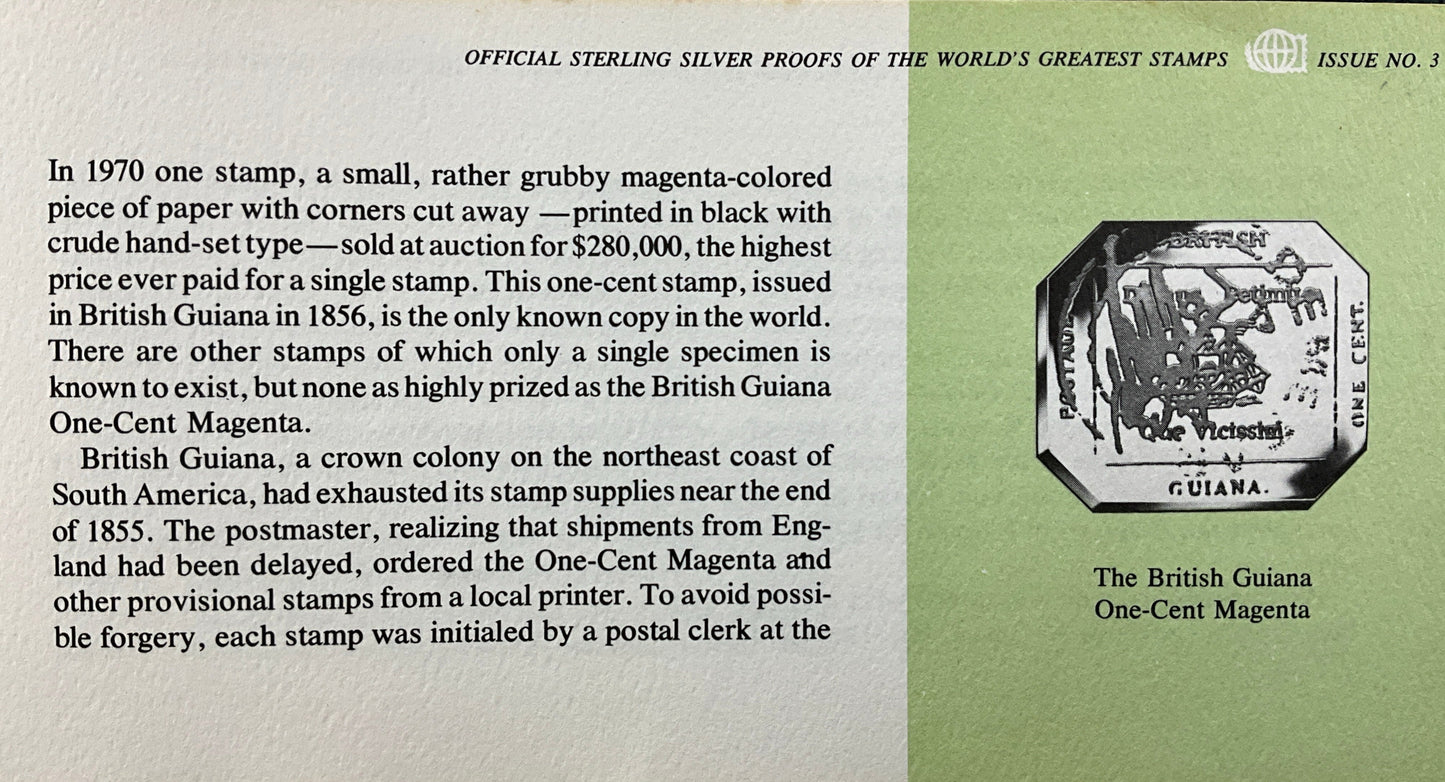 OFFICIAL STERLING SILVER PROOFS OF THE WORLD'S GREATEST STAMPS ISSUE NO. 3
In 1970 one stamp, a small, rather grubby magenta-colored
piece of paper with corners cut away —printed in black with
crude hand-set type—sold at auction for $280,000, the highest
price ever paid for a single stamp. This one-cent stamp, issued
in British Guiana in 1856, is the only known copy in the world.
There are other stamps of which only a single specimen is
known to exist, but none as highly prized as the British Guiana
One-Cent Magenta.
British Guiana, a crown colony on the northeast coast of
South America, had exhausted its stamp supplies near the end
of 1855. The postmaster, realizing that shipments from Eng-
land had been delayed, ordered the One-Cent Magenta and
other provisional stamps from a local printer. To avoid possi-
ble forgery, each stamp was initialed by a postal clerk at the
BRITISH
ONE CENT.
Que
GUIANA.
The British Guiana
One-Cent Magenta